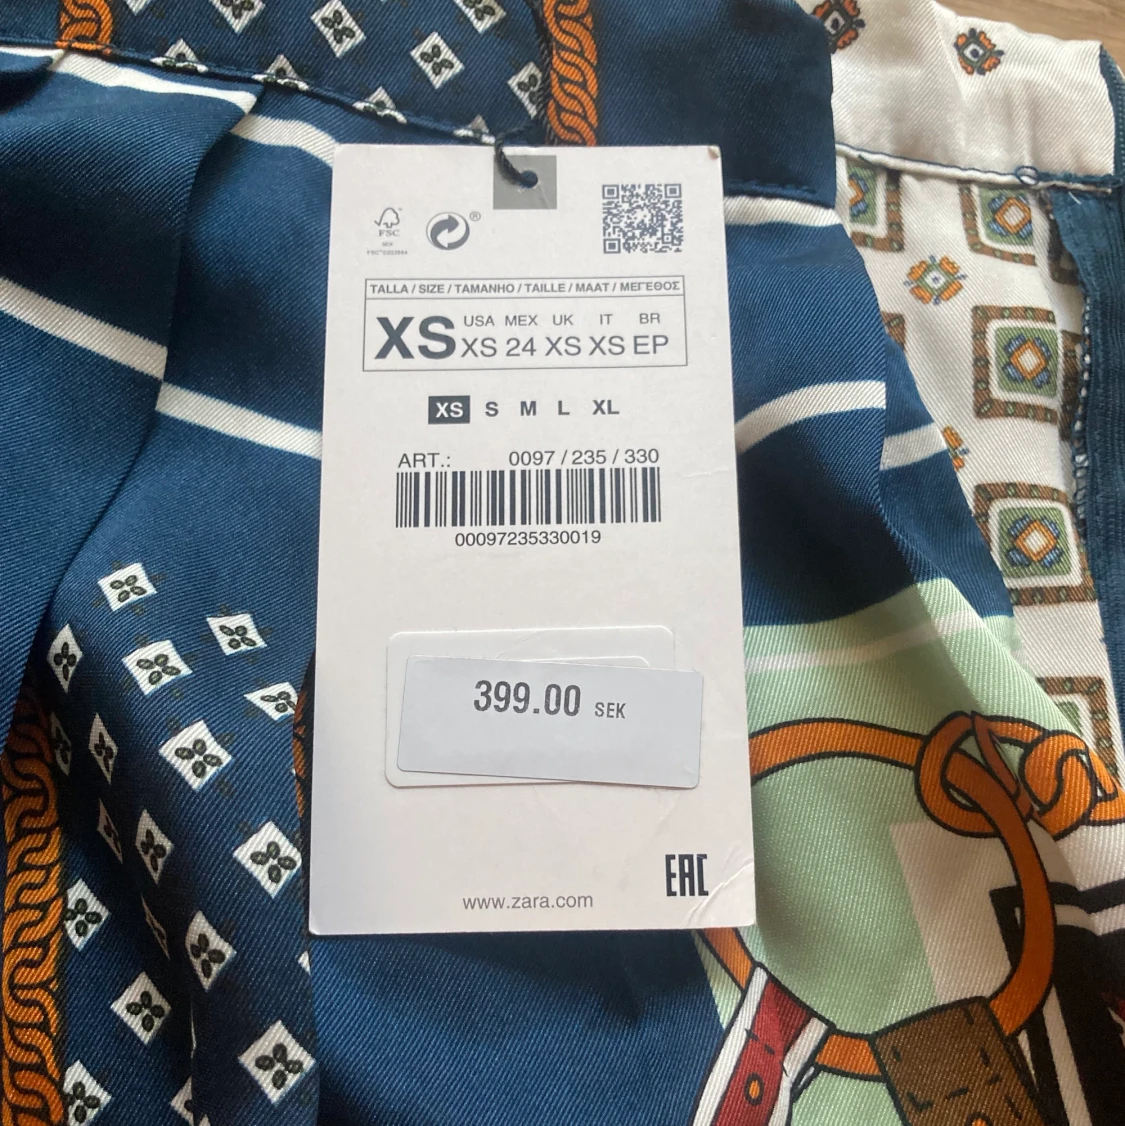 FSC
MIX
®
TALLA / SIZE / TAMANHO / TAILLE / MAAT / ΜΕΓΕΘΟΣ
XS
USA MEX UK IT BR
XS 24 XS XS EP
XS S M L XL
ART.: 0097 / 235 / 330
00097235330019
399.00 SEK
EAC
www.zara.com